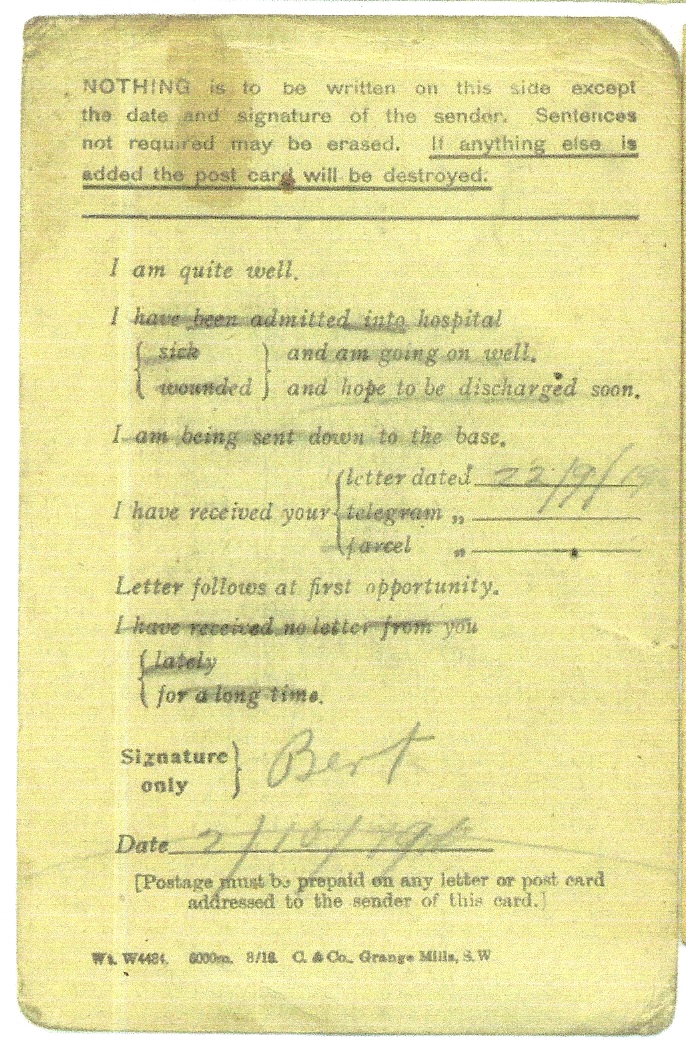 NOTHING is to be written on this side except
the date and signature of the sender. Sentences
not required may be erased. If anything else is
added the post card will be destroyed.
I am quite well.
I have been admitted into hospital
{ sick } and am going on well.
{ wounded } and hope to be discharged soon.
I am being sent down to the base.
letter dated 22/9/
I have received your { telegram „
parcel „
Letter follows at first opportunity.
I have received no letter from you
{ lately
{ for a long time.
Signature
only } Bert
Date 2/10/
[Postage must be prepaid on any letter or post card
addressed to the sender of this card.]
Wt. W4484. 6000m. 8/16. C. & Co., Grange Mills, S.W